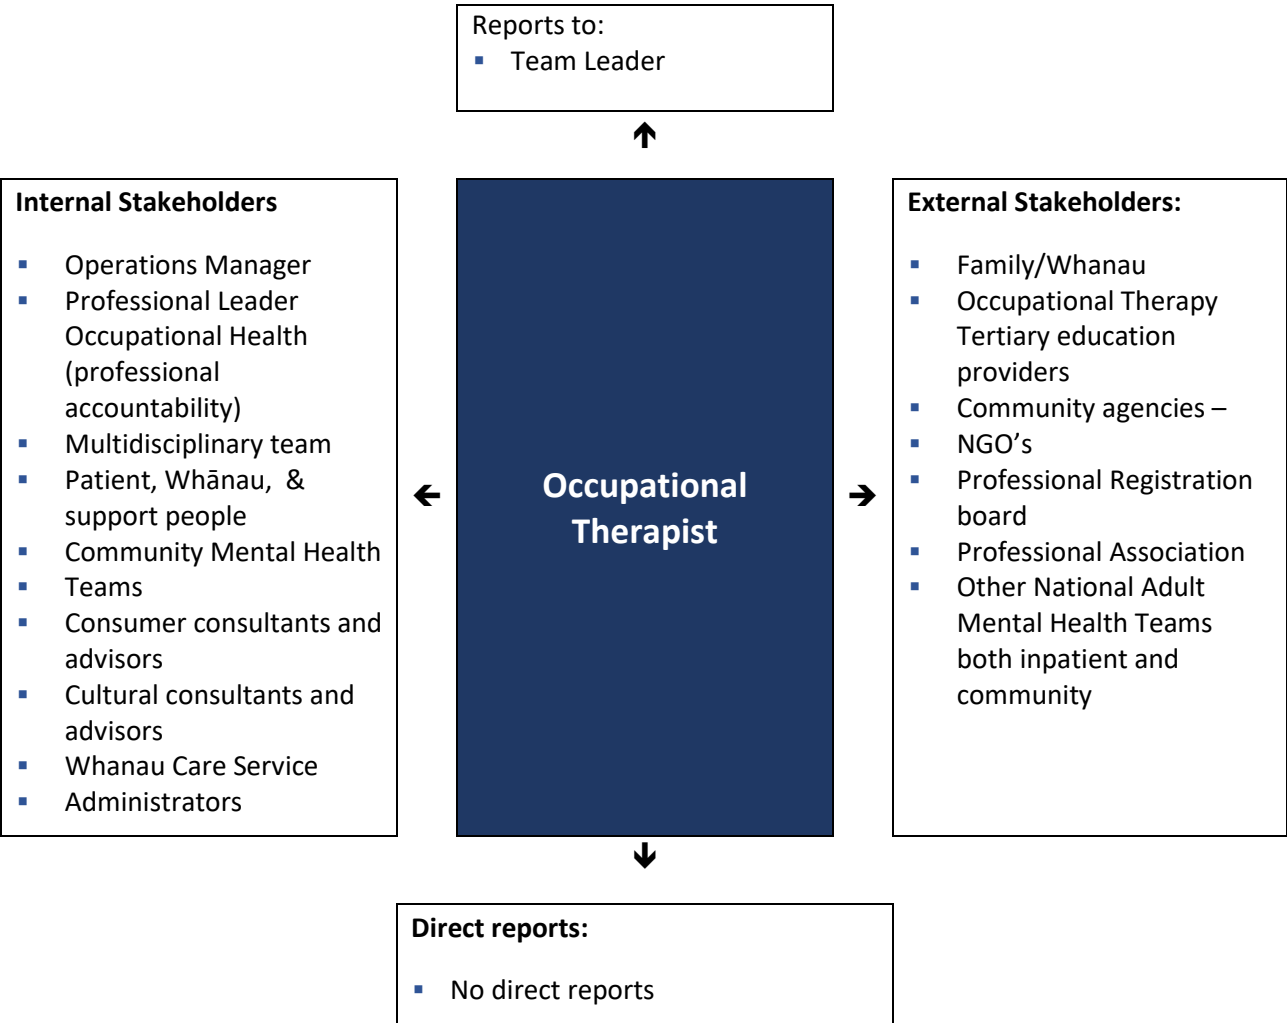 Reports to:
▪ Team Leader
Internal Stakeholders
▪ Operations Manager
▪ Professional Leader
Occupational Health
(professional
accountability)
▪ Multidisciplinary team
▪ Patient, Whānau, &
support people
▪ Community Mental Health
▪ Teams
▪ Consumer consultants and
advisors
▪ Cultural consultants and
advisors
▪ Whanau Care Service
▪ Administrators
Occupational
Therapist
External Stakeholders:
▪ Family/Whanau
▪ Occupational Therapy
Tertiary education
providers
▪ Community agencies –
▪ NGO’s
▪ Professional Registration
board
▪ Professional Association
▪ Other National Adult
Mental Health Teams
both inpatient and
community
Direct reports:
▪ No direct reports